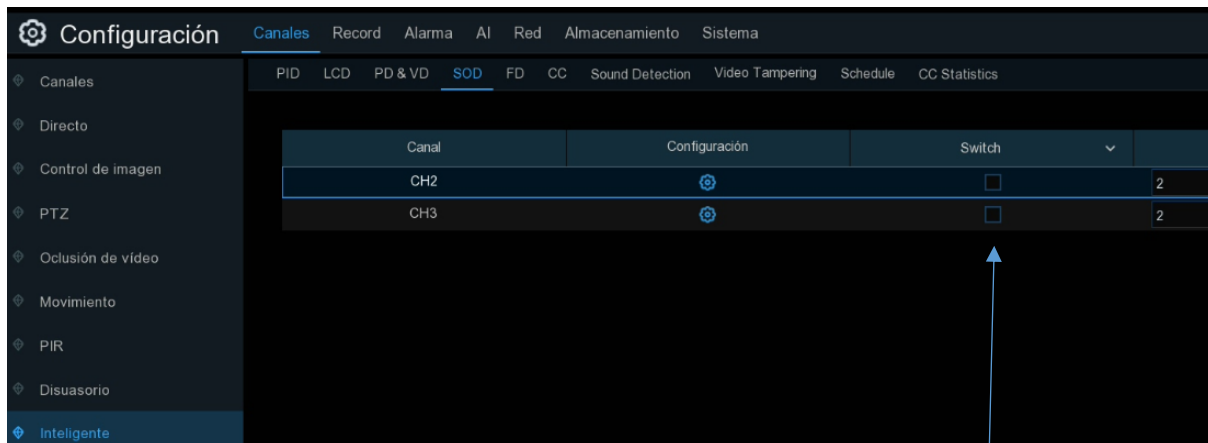 Configuración
Canales Record Alarma AI Red Almacenamiento Sistema
Canales
Directo
Control de imagen
PTZ
Oclusión de vídeo
Movimiento
PIR
Disuasorio
Inteligente
PID LCD PD & VD SOD FD CC Sound Detection Video Tampering Schedule CC Statistics
Canal Configuración Switch
CH2 2
CH3 2